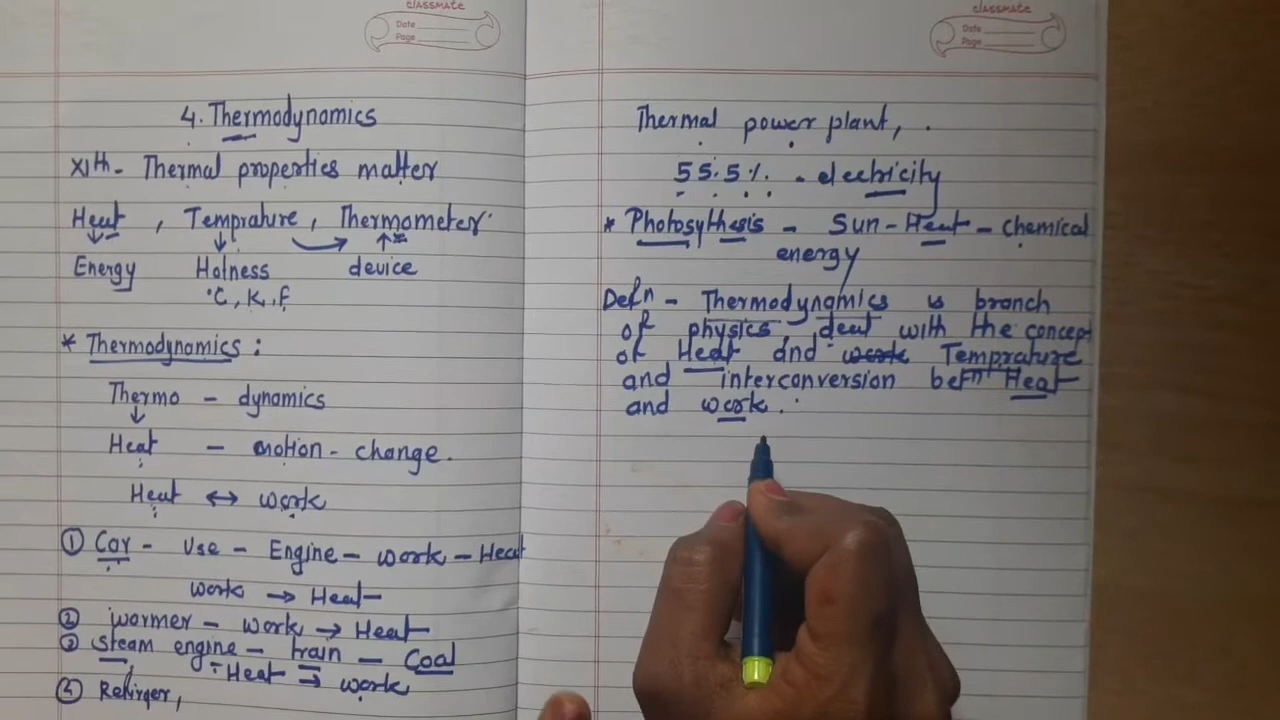 classmate
Date
Page
4. Thermodynamics
XIth - Thermal properties matter
Heat , Temprature , Thermometer
Energy Hotness device
°C, K, F
* Thermodynamics :
Thermo - dynamics
Heat - motion - change.
Heat ↔ work
① Car - Use - Engine - work - Heat
work → Heat
② wormer - work → Heat
③ Steam engine - train - Coal
- Heat → work
④ Refirger,
classmate
Date
Page
Thermal power plant, .
55.5 %. - electricity
* Photosythesis - Sun - Heat - chemical
energy
Defn - Thermodynamics is branch
of physics, deal with the concept
of Heat and work Temprature
and interconversion betn Heat
and work.